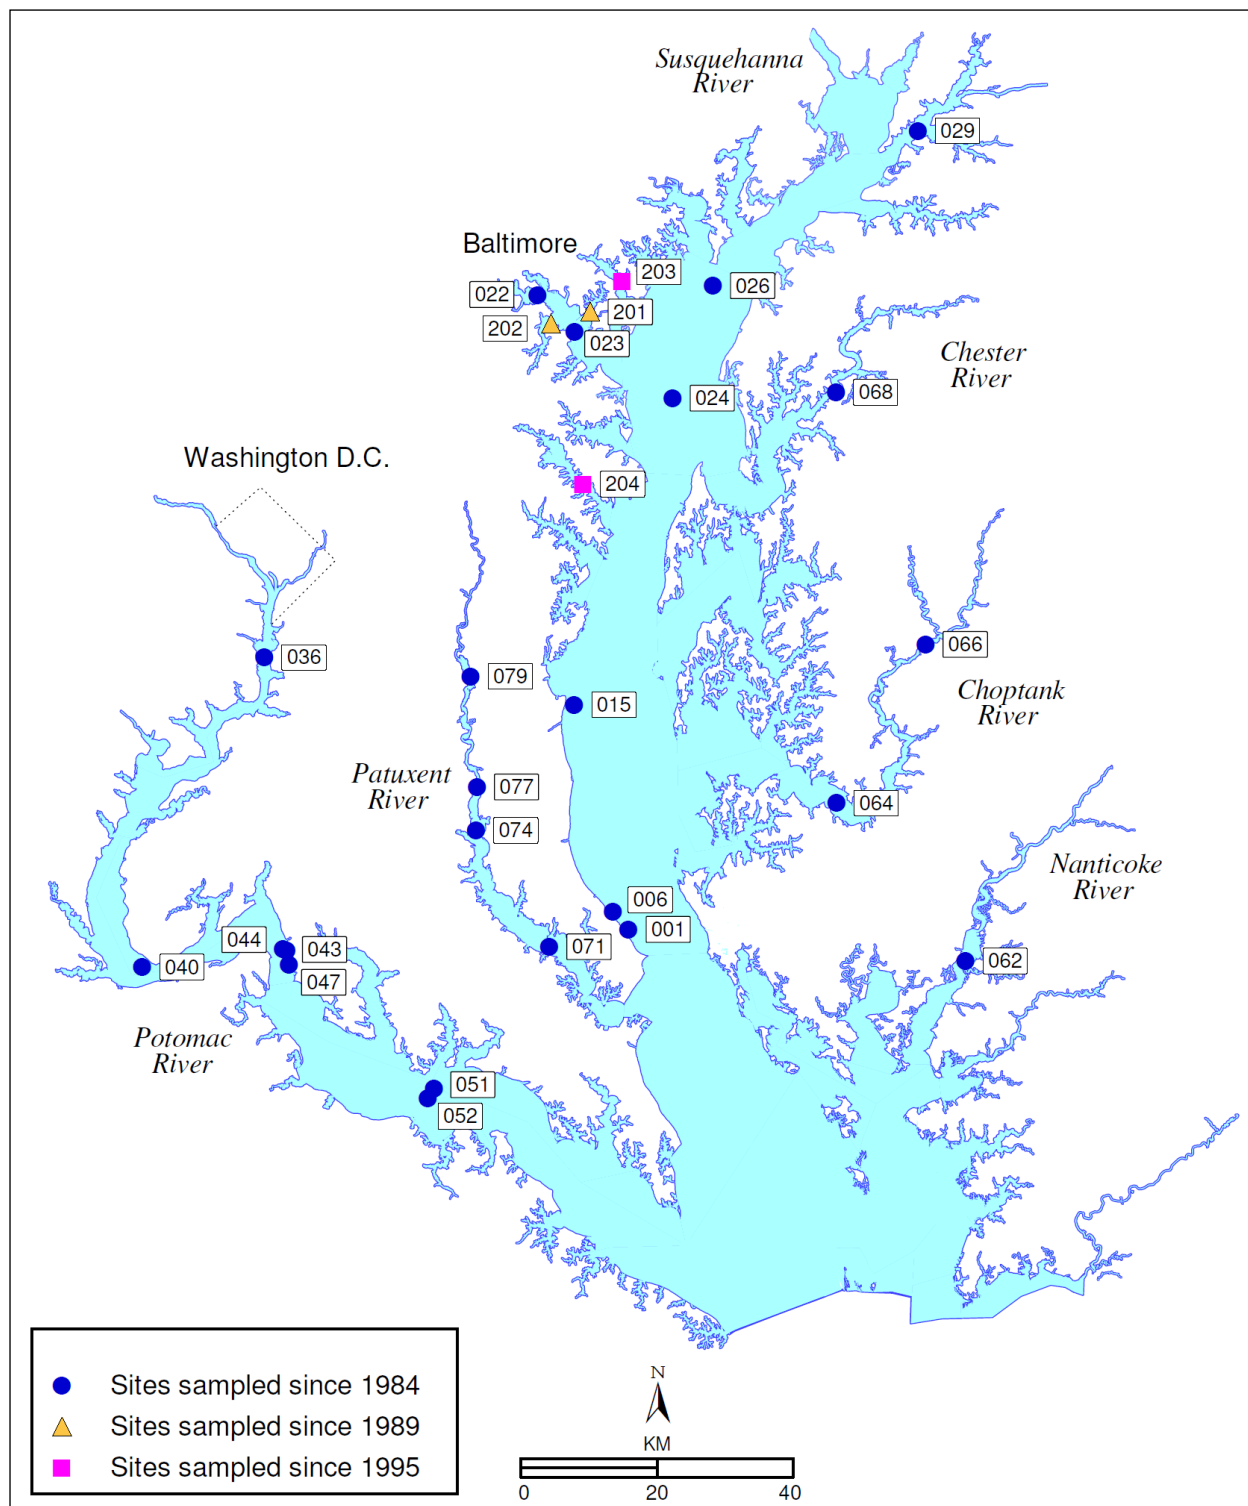 Susquehanna
River
029
Baltimore
203
026
022
201
202
023
Chester
River
068
024
Washington D.C.
204
066
036
079
Choptank
River
015
Patuxent
River
077
064
074
Nanticoke
River
006
001
044
043
071
040
047
062
Potomac
River
051
052
Sites sampled since 1984
Sites sampled since 1989
Sites sampled since 1995
N
KM
0 20 40